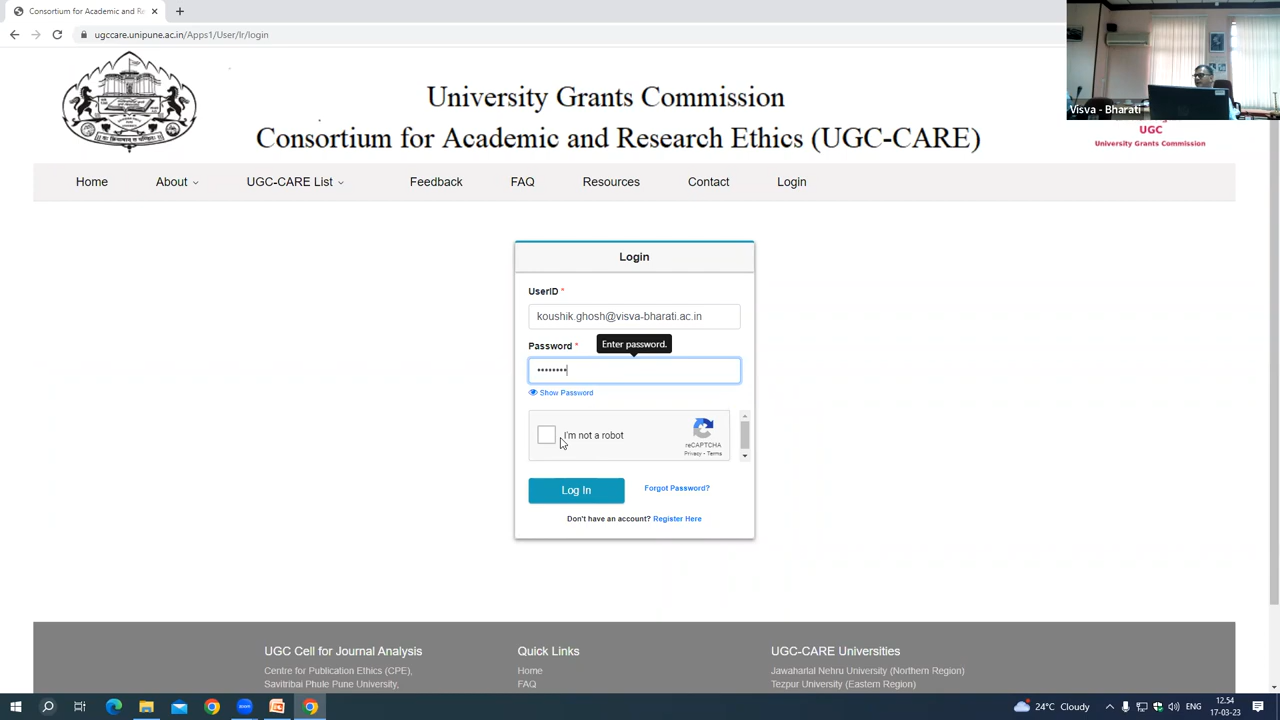 Consortium for Academic and Re
ugccare.unipune.ac.in/Apps1/User/Ir/login
University Grants Commission
Consortium for Academic and Research Ethics (UGC-CARE)
Visva - Bharati
UGC
University Grants Commission
Home About UGC-CARE List Feedback FAQ Resources Contact Login
Login
UserID *
koushik.ghosh@visva-bharati.ac.in
Password * Enter password.
••••••••
Show Password
I'm not a robot
reCAPTCHA
Privacy - Terms
Log In Forgot Password?
Don't have an account? Register Here
UGC Cell for Journal Analysis
Centre for Publication Ethics (CPE),
Savitribai Phule Pune University,
Quick Links
Home
FAQ
UGC-CARE Universities
Jawaharlal Nehru University (Northern Region)
Tezpur University (Eastern Region)
zoom
24°C Cloudy
ENG
12.54
17-03-23